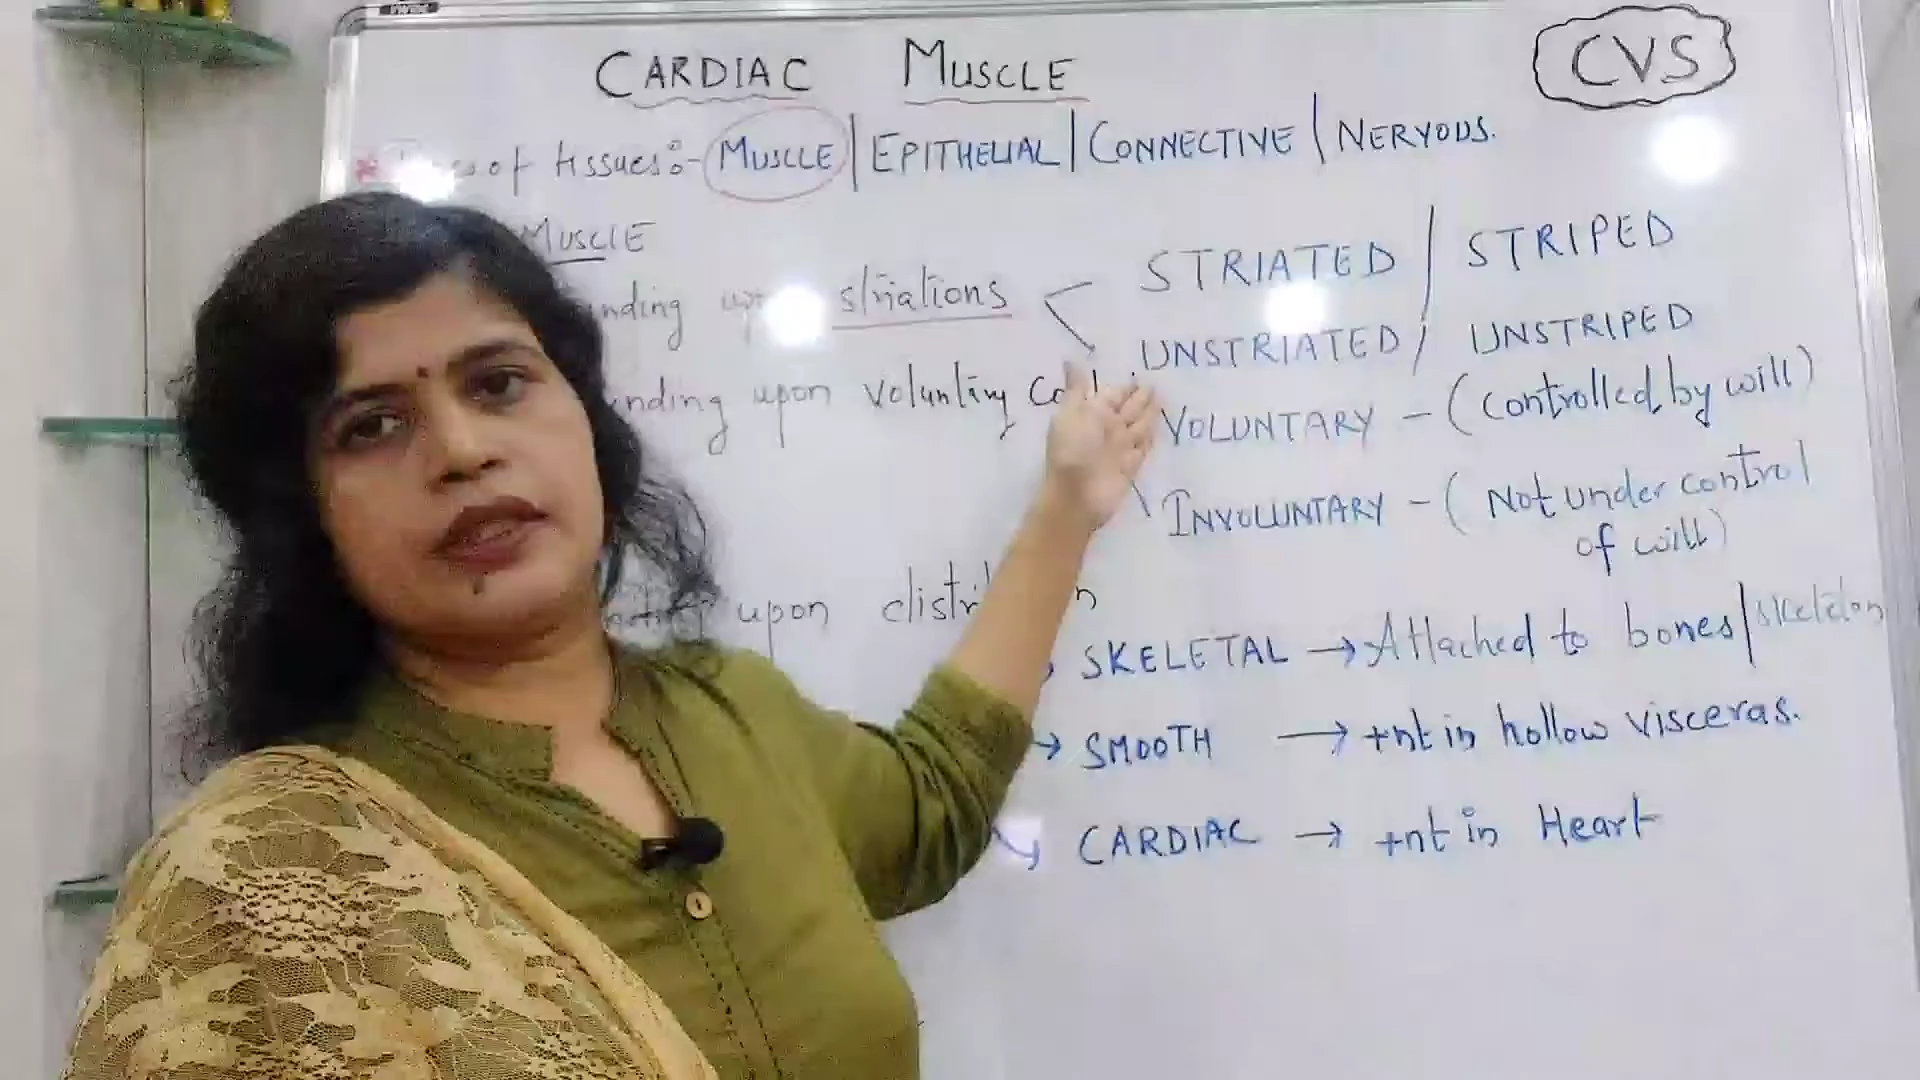 CARDIAC MUSCLE
CVS
of tissues:- MUSCLE | EPITHELIAL | CONNECTIVE | NERVOUS.
MUSCLE
striations
STRIATED / STRIPED
UNSTRIATED / UNSTRIPED
upon
VOLUNTARY - (Controlled by will)
INVOLUNTARY - (Not under control
of will)
upon
SKELETAL → Attached to bones/skeleton
→ SMOOTH → +nt in hollow visceras.
CARDIAC → +nt in Heart